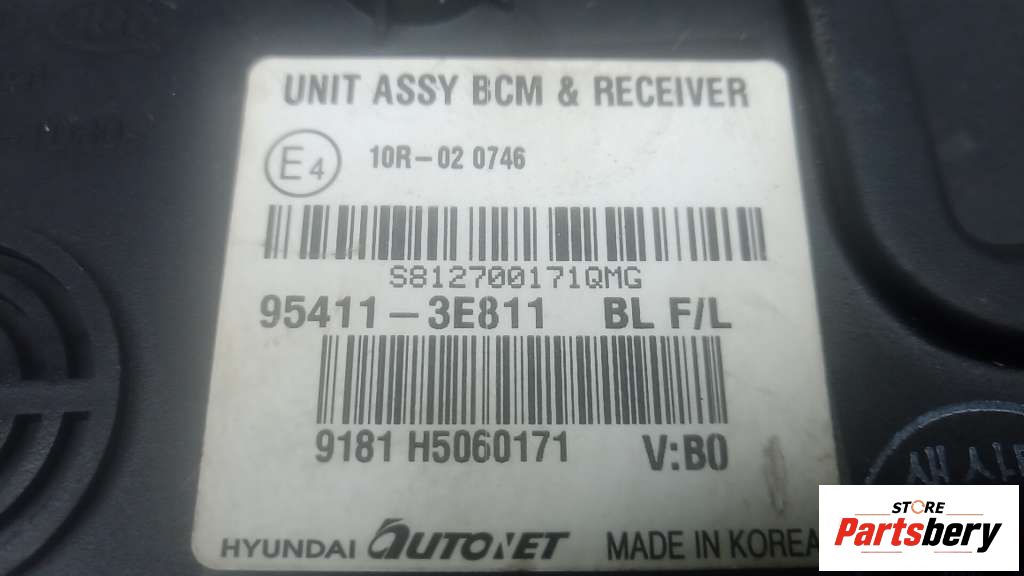 UNIT ASSY BCM & RECEIVER
E4 10R-02 0746
S812700171QMG
95411-3E811 BL F/L
9181 H5060171 V:B0
HYUNDAI AUTONET MADE IN KOREA
STORE
Partsbery